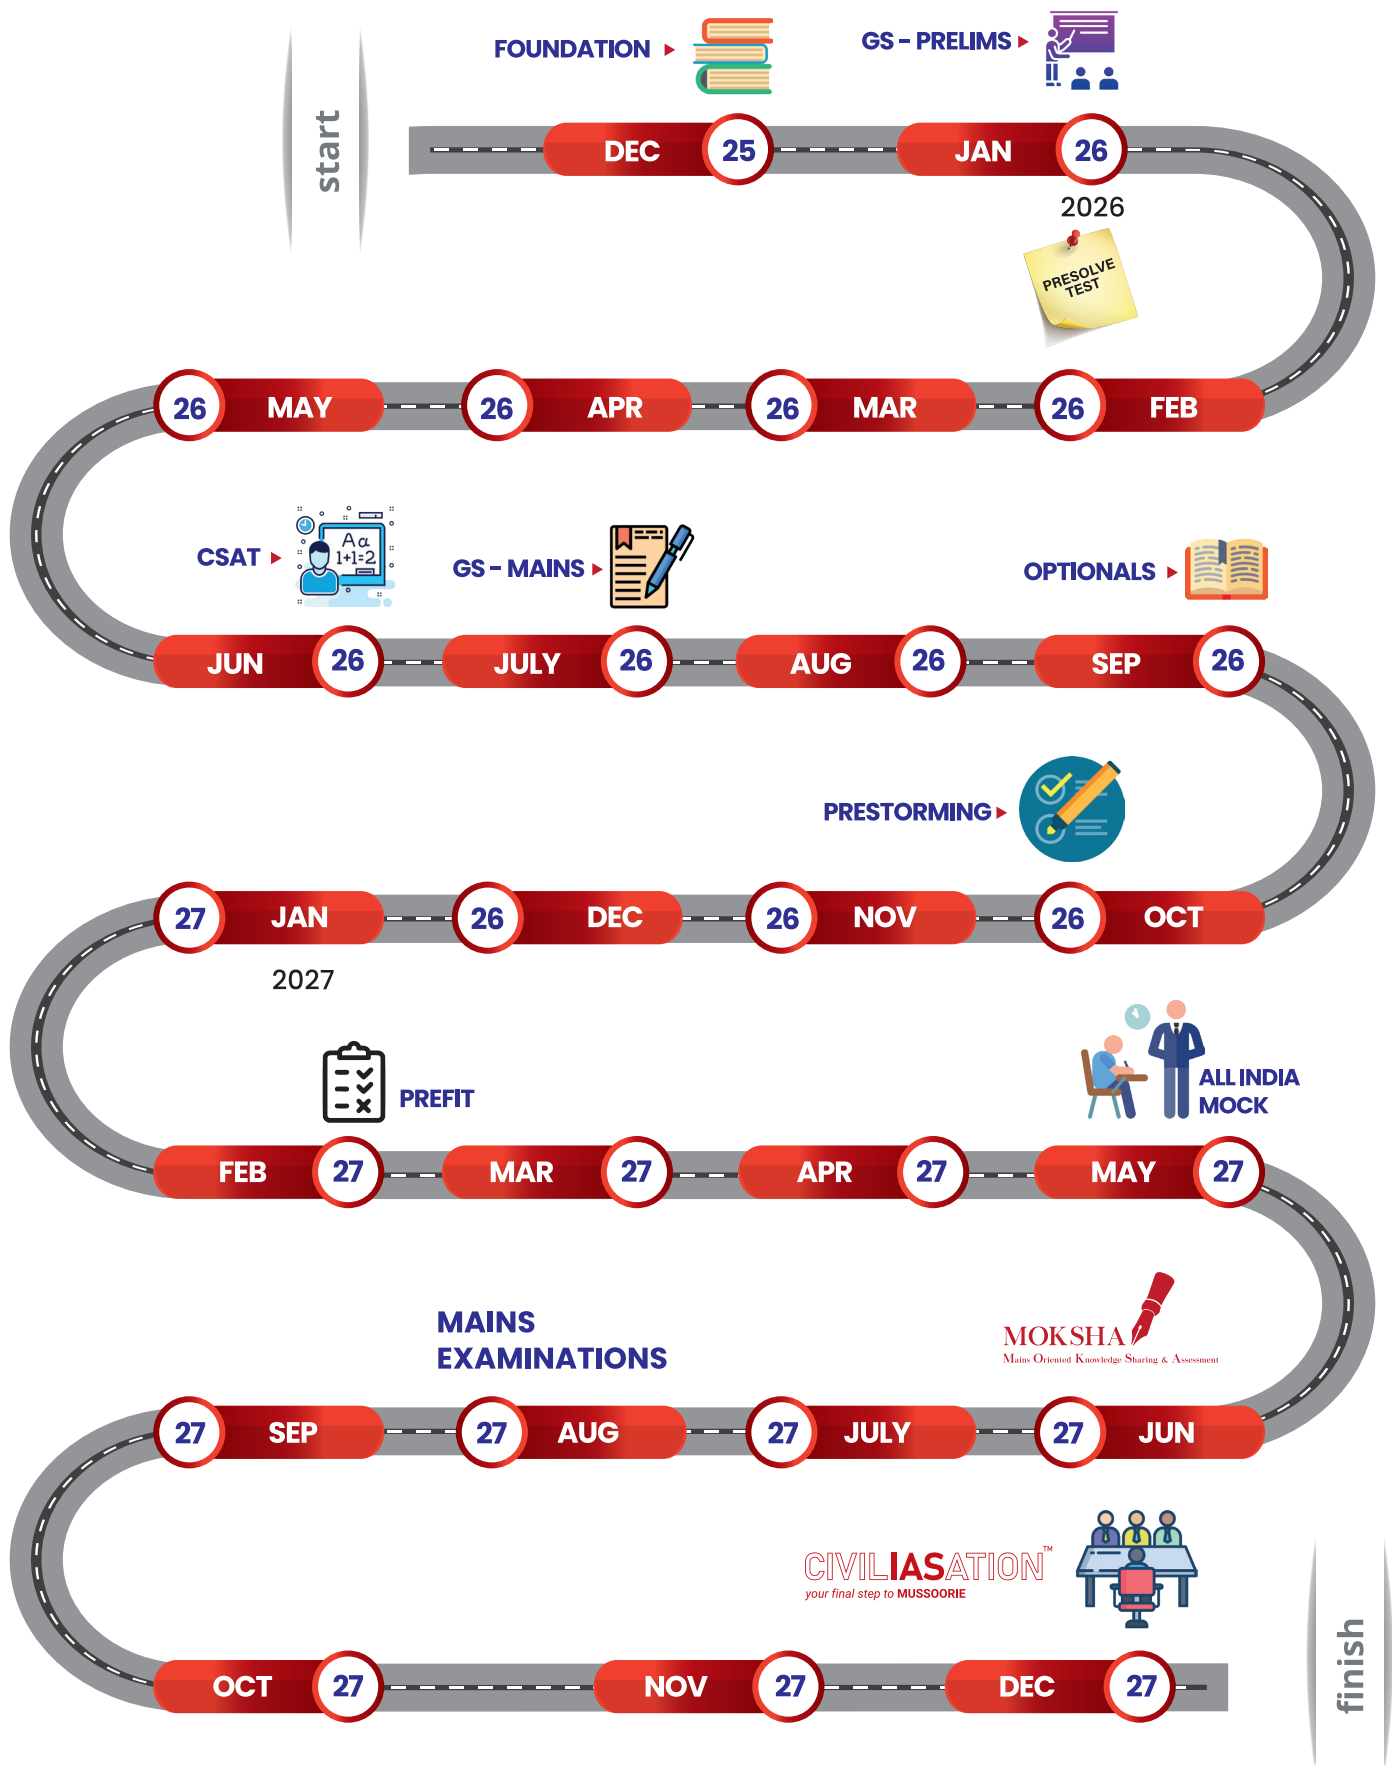 start
FOUNDATION
GS - PRELIMS
DEC 25
JAN 26
2026
PRESOLVE
TEST
26 MAY
26 APR
26 MAR
26 FEB
CSAT
Aa
1+1=2
GS - MAINS
OPTIONALS
JUN 26
JULY 26
AUG 26
SEP 26
PRESTORMING
27 JAN
26 DEC
26 NOV
26 OCT
2027
PREFIT
ALL INDIA
MOCK
FEB 27
MAR 27
APR 27
MAY 27
MAINS
EXAMINATIONS
MOKSHA
Mains Oriented Knowledge Sharing & Assessment
27 SEP
27 AUG
27 JULY
27 JUN
CIVILIASATION™
your final step to MUSSOORIE
OCT 27
NOV 27
DEC 27
finish